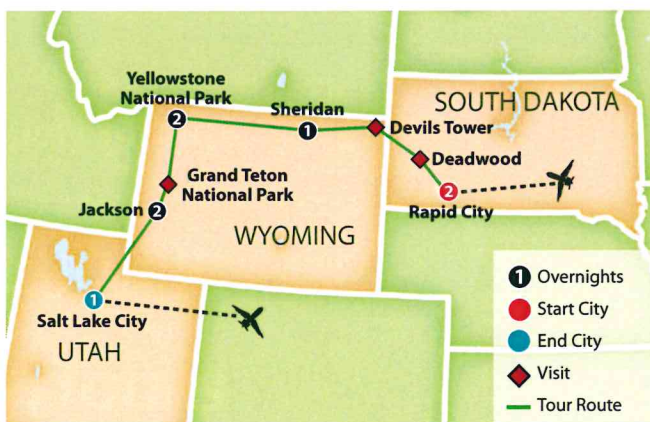 Yellowstone
National Park
2
Sheridan
1
SOUTH DAKOTA
Devils Tower
Deadwood
2
Rapid City
Grand Teton
National Park
Jackson
2
WYOMING
1
Salt Lake City
UTAH
1 Overnights
Start City
End City
Visit
Tour Route